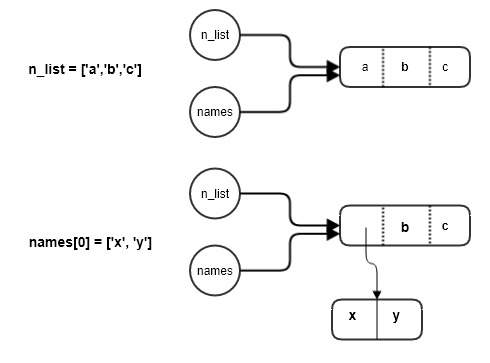 n_list
n_list = ['a','b','c']
a b c
names
n_list
b c
names[0] = ['x', 'y']
names
x y